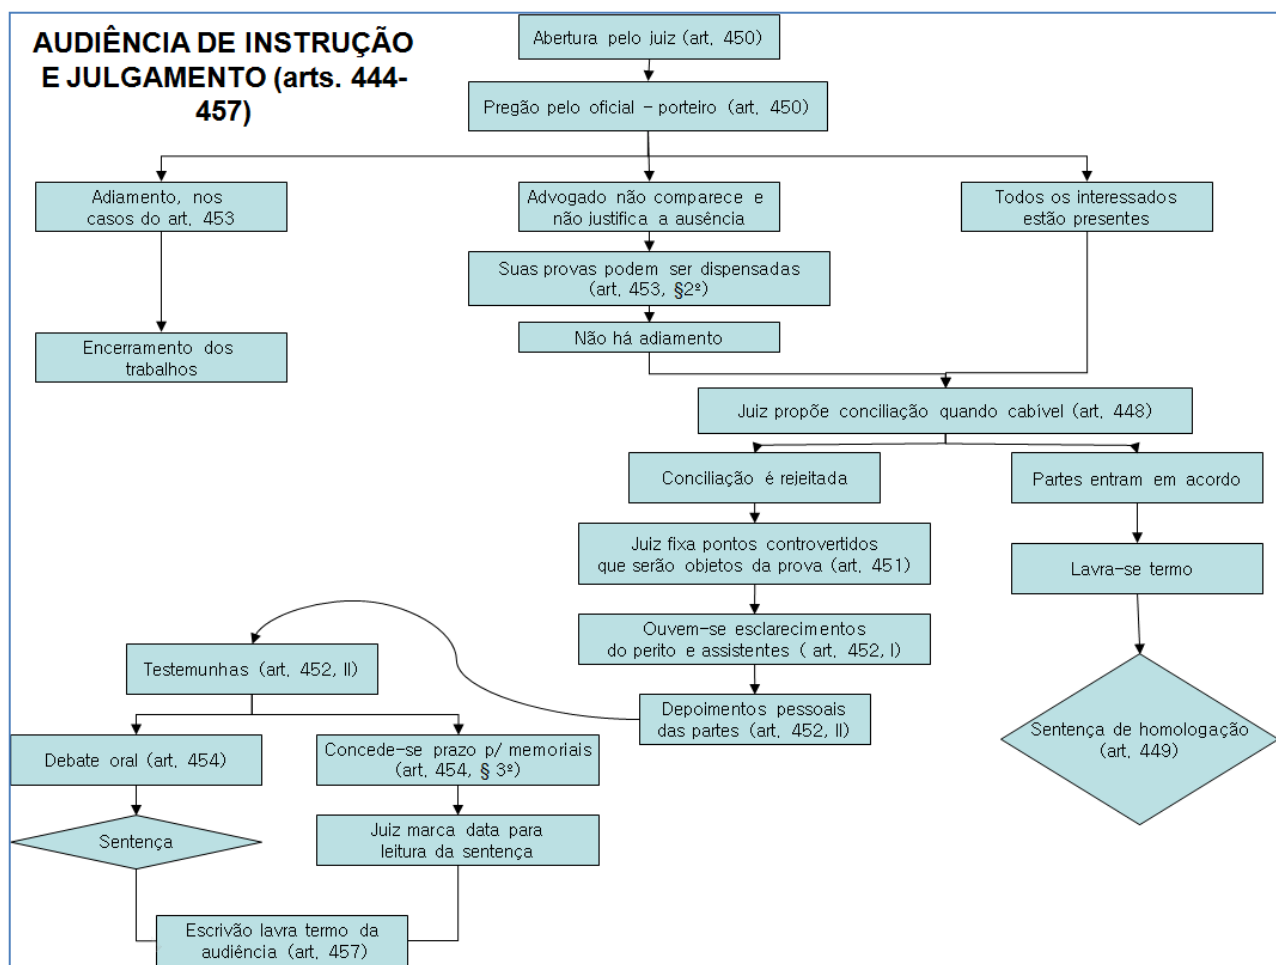 AUDIÊNCIA DE INSTRUÇÃO
E JULGAMENTO (arts. 444-
457)
Abertura pelo juiz (art. 450)
Pregão pelo oficial - porteiro (art. 450)
Adiamento, nos
casos do art. 453
Advogado não comparece e
não justifica a ausência
Todos os interessados
estão presentes
Suas provas podem ser dispensadas
(art. 453, §2º)
Não há adiamento
Encerramento dos
trabalhos
Juiz propõe conciliação quando cabível (art. 448)
Conciliação é rejeitada
Partes entram em acordo
Juiz fixa pontos controvertidos
que serão objetos da prova (art. 451)
Lavra-se termo
Ouvem-se esclarecimentos
do perito e assistentes ( art. 452, I)
Testemunhas (art. 452, II)
Depoimentos pessoais
das partes (art. 452, II)
Sentença de homologação
(art. 449)
Debate oral (art. 454)
Concede-se prazo p/ memoriais
(art. 454, § 3º)
Sentença
Juiz marca data para
leitura da sentença
Escrivão lavra termo da
audiência (art. 457)